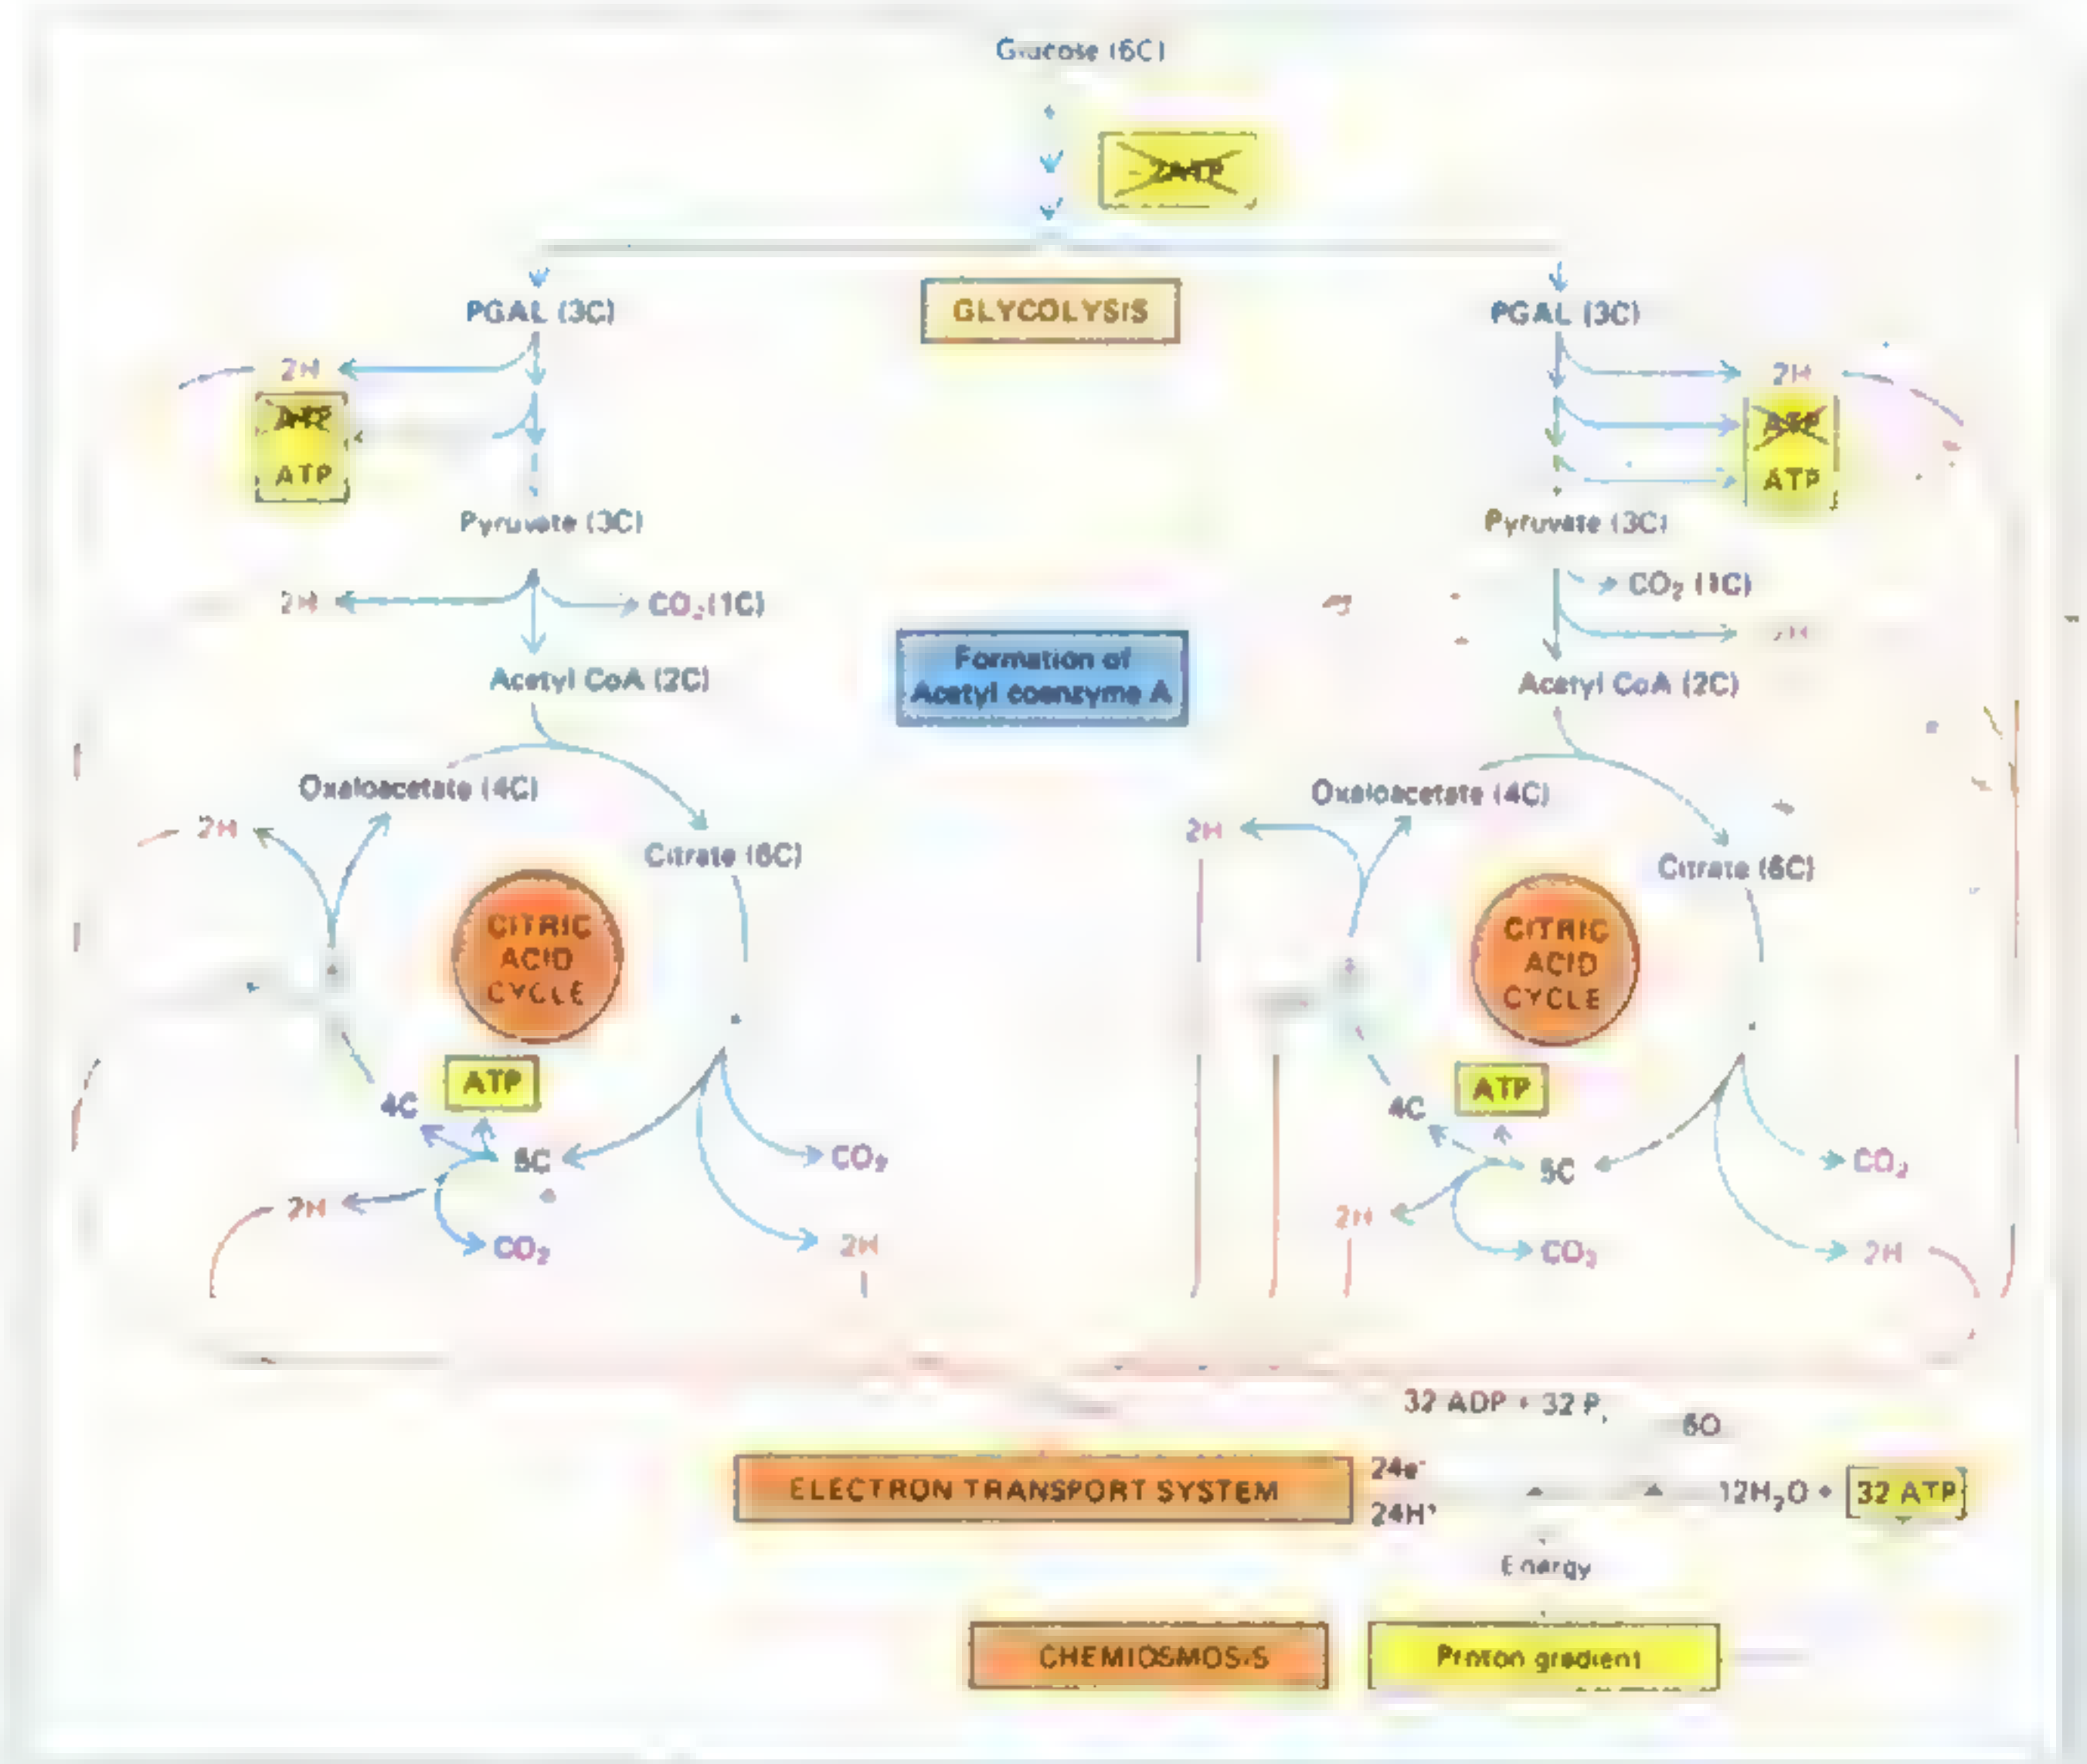 Glucose (6C)
- 2ATP
PGAL (3C)
GLYCOLYSIS
PGAL (3C)
2H
2H
ATP
ATP
ATP
ATP
Pyruvate (3C)
Pyruvate (3C)
CO₂ (1C)
2H
CO₂ (1C)
2H
Formation of
Acetyl coenzyme A
Acetyl CoA (2C)
Acetyl CoA (2C)
Oxaloacetate (4C)
Oxaloacetate (4C)
2H
2H
Citrate (6C)
Citrate (6C)
CITRIC
ACID
CYCLE
CITRIC
ACID
CYCLE
ATP
ATP
4C
4C
5C
CO₂
5C
CO₂
2H
2H
CO₂
2H
CO₂
2H
32 ADP + 32 Pᵢ
6O
ELECTRON TRANSPORT SYSTEM
24e⁻
24H⁺
12H₂O + 32 ATP
Energy
CHEMIOSMOSIS
Proton gradient